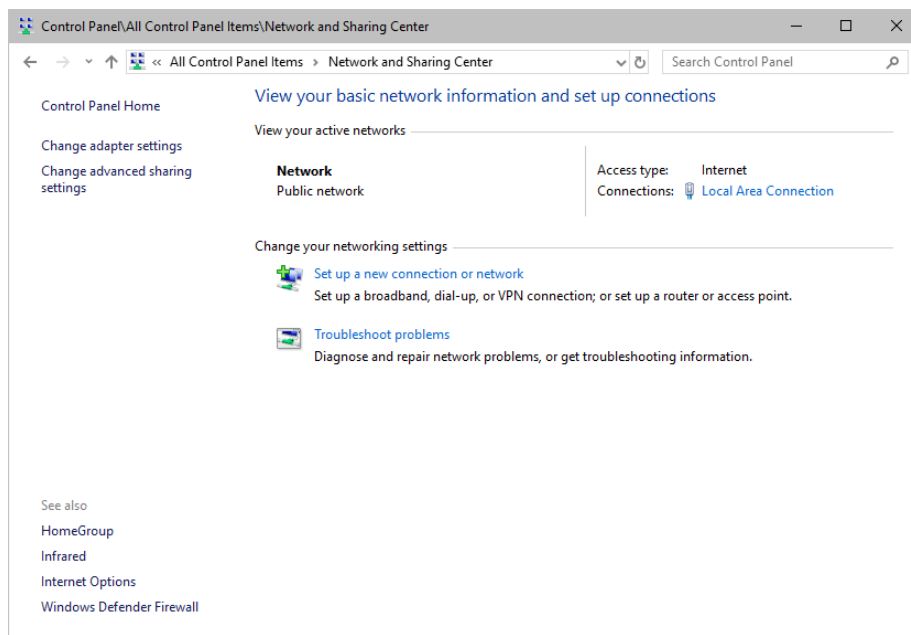 Control Panel\All Control Panel Items\Network and Sharing Center
« All Control Panel Items › Network and Sharing Center
Search Control Panel
Control Panel Home
Change adapter settings
Change advanced sharing
settings
View your basic network information and set up connections
View your active networks
Network
Public network
Access type: Internet
Connections: Local Area Connection
Change your networking settings
Set up a new connection or network
Set up a broadband, dial-up, or VPN connection; or set up a router or access point.
Troubleshoot problems
Diagnose and repair network problems, or get troubleshooting information.
See also
HomeGroup
Infrared
Internet Options
Windows Defender Firewall